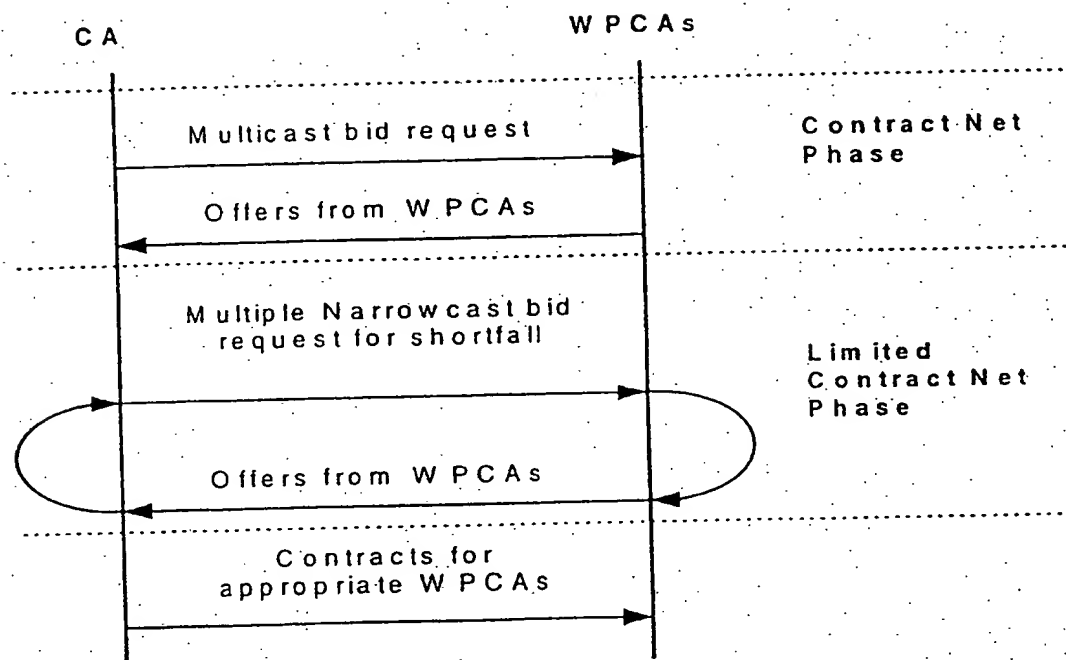 CA
WPCAs
Multicast bid request
Contract Net
Phase
Offers from WPCAs
Multiple Narrowcast bid
request for shortfall
Limited
Contract Net
Phase
Offers from WPCAs
Contracts for
appropriate WPCAs